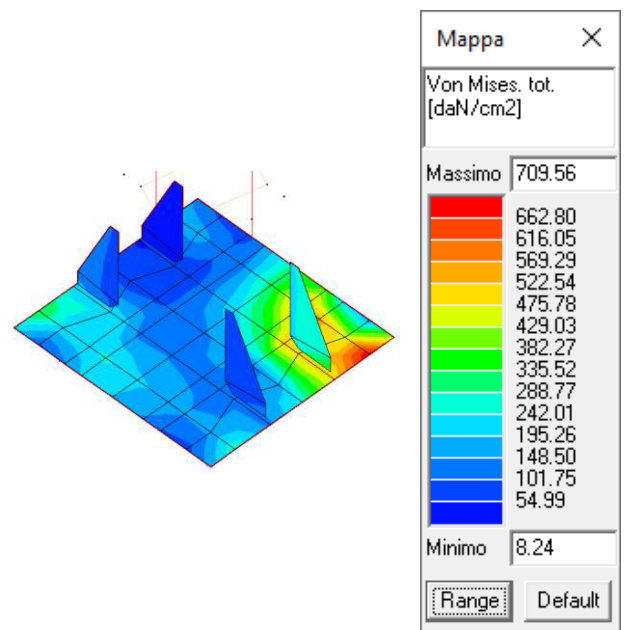 Mappa
Von Mises. tot.
[daN/cm2]
Massimo 709.56
662.80
616.05
569.29
522.54
475.78
429.03
382.27
335.52
288.77
242.01
195.26
148.50
101.75
54.99
Minimo 8.24
Range Default